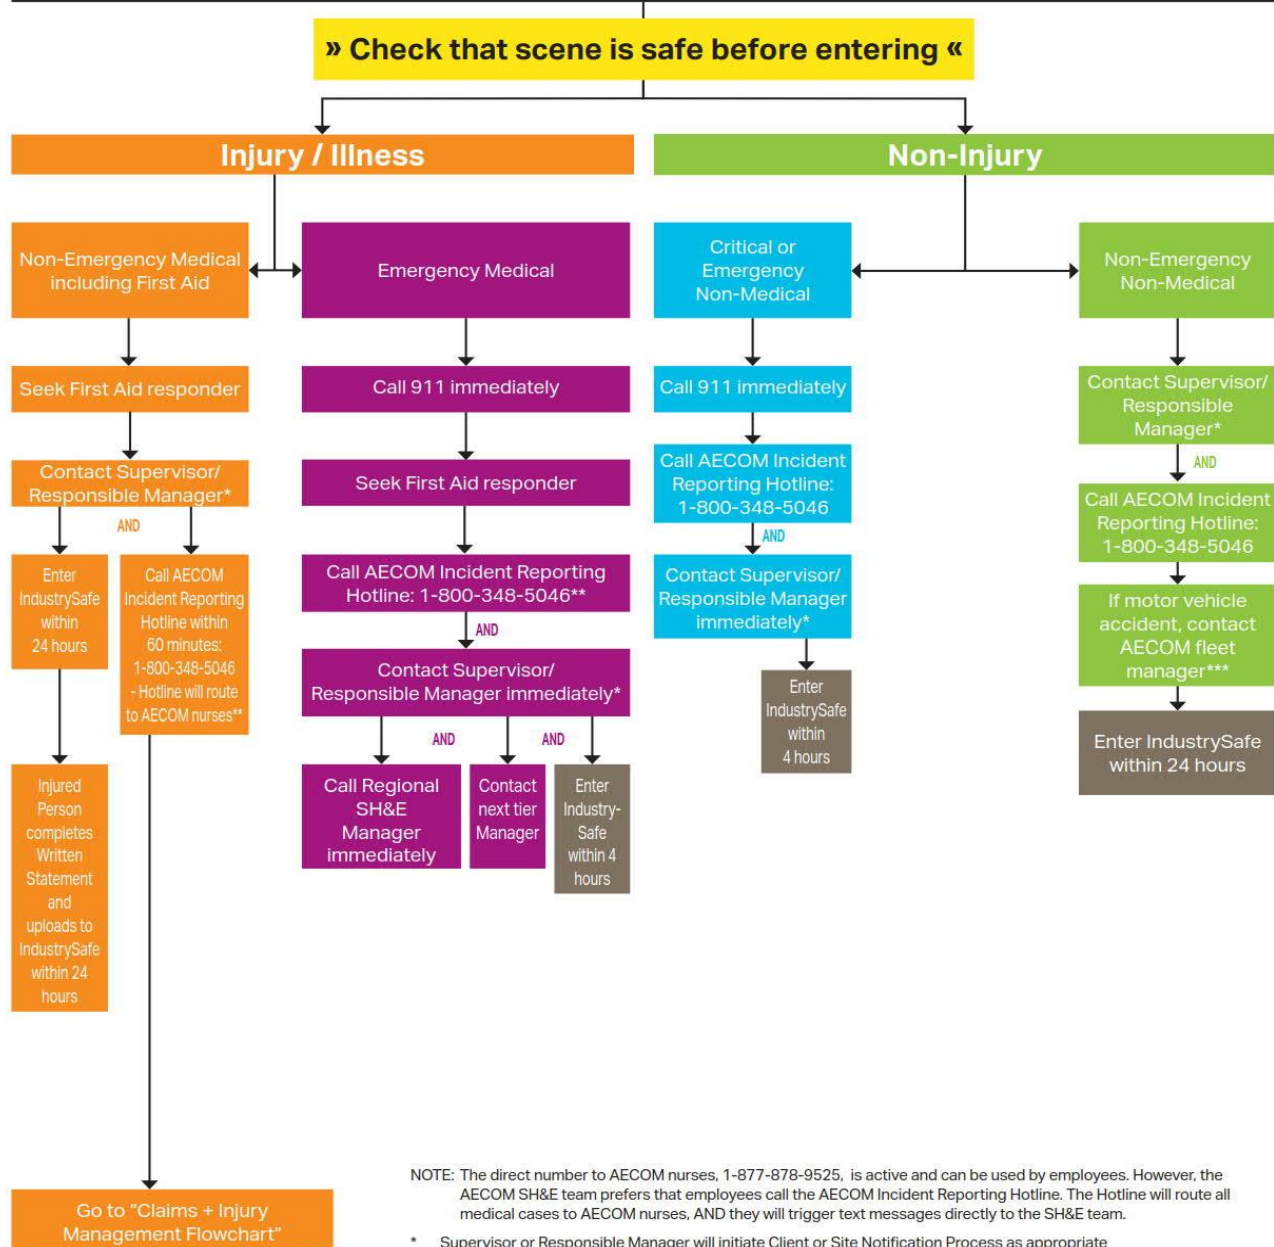 » Check that scene is safe before entering «
Injury / Illness
Non-Injury
Non-Emergency Medical
including First Aid
Emergency Medical
Critical or
Emergency
Non-Medical
Non-Emergency
Non-Medical
Seek First Aid responder
Call 911 immediately
Call 911 immediately
Contact Supervisor/
Responsible
Manager*
AND
Contact Supervisor/
Responsible Manager*
AND
Seek First Aid responder
Call AECOM Incident
Reporting Hotline:
1-800-348-5046
AND
Call AECOM Incident
Reporting Hotline:
1-800-348-5046
Enter
IndustrySafe
within
24 hours
Call AECOM
Incident Reporting
Hotline within
60 minutes:
1-800-348-5046
- Hotline will route
to AECOM nurses**
Call AECOM Incident Reporting
Hotline: 1-800-348-5046**
AND
Contact Supervisor/
Responsible Manager
immediately*
If motor vehicle
accident, contact
AECOM fleet
manager***
Contact Supervisor/
Responsible Manager immediately*
AND
AND
Enter
IndustrySafe
within
4 hours
Enter IndustrySafe
within 24 hours
Injured
Person
completes
Written
Statement
and
uploads to
IndustrySafe
within 24
hours
Call Regional
SH&E
Manager
immediately
Contact
next tier
Manager
Enter
Industry-
Safe
within 4
hours
NOTE: The direct number to AECOM nurses, 1-877-878-9525, is active and can be used by employees. However, the
AECOM SH&E team prefers that employees call the AECOM Incident Reporting Hotline. The Hotline will route all
medical cases to AECOM nurses, AND they will trigger text messages directly to the SH&E team.
Go to "Claims + Injury
Management Flowchart"
* Supervisor or Responsible Manager will initiate Client or Site Notification Process as appropriate